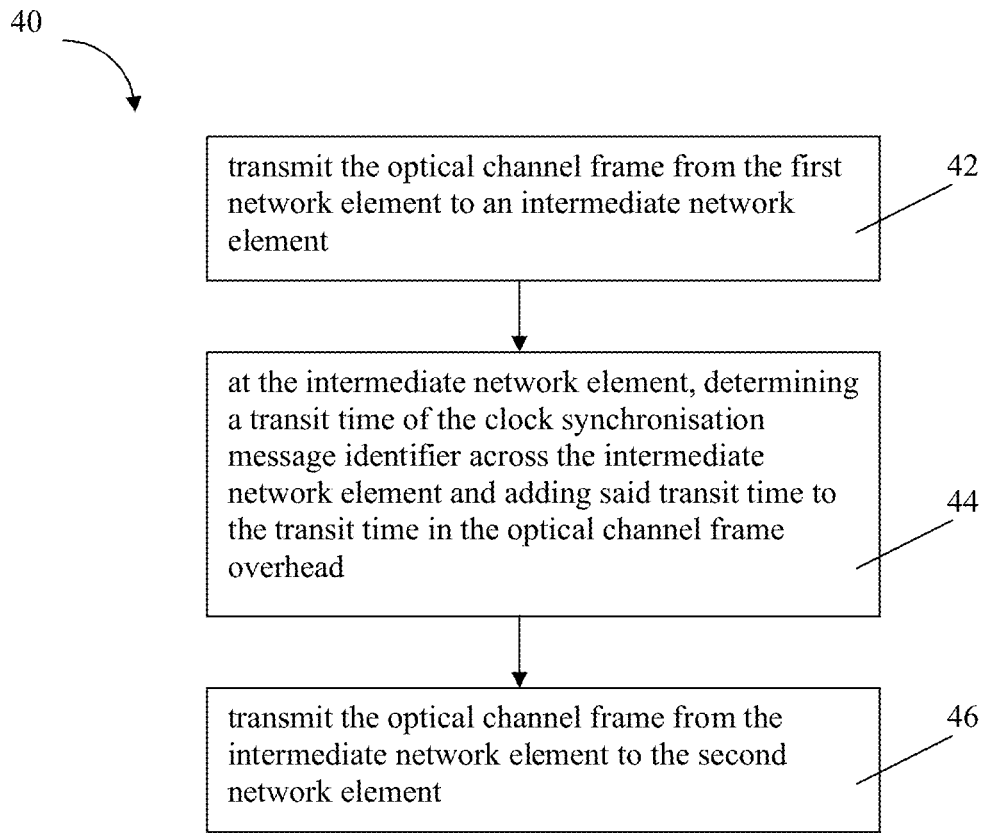 40
transmit the optical channel frame from the first
network element to an intermediate network
element
42
at the intermediate network element, determining
a transit time of the clock synchronisation
message identifier across the intermediate
network element and adding said transit time to
the transit time in the optical channel frame
overhead
44
transmit the optical channel frame from the
intermediate network element to the second
network element
46